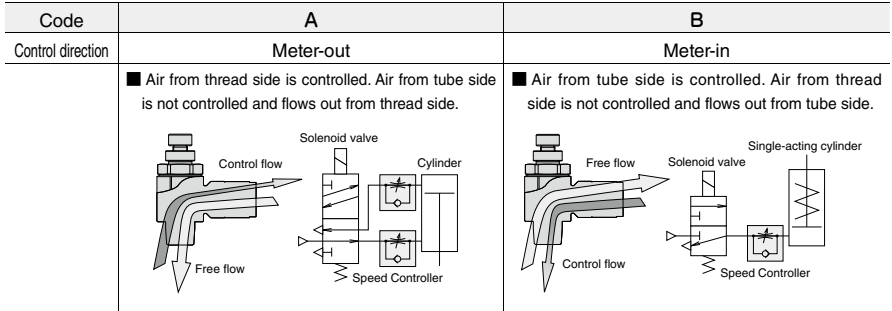 Code
A
B
Control direction
Meter-out
Meter-in
■ Air from thread side is controlled. Air from tube side
is not controlled and flows out from thread side.
■ Air from tube side is controlled. Air from thread
side is not controlled and flows out from tube side.
Control flow
Free flow
Solenoid valve
Cylinder
Speed Controller
Free flow
Control flow
Solenoid valve
Single-acting cylinder
Speed Controller